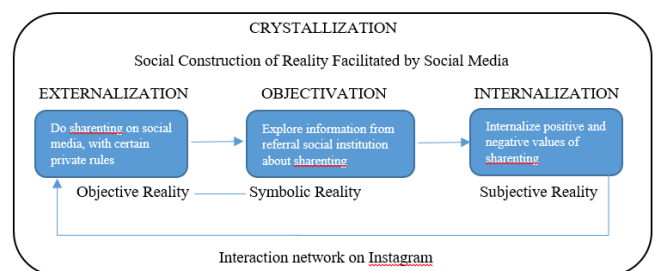 CRYSTALLIZATION
Social Construction of Reality Facilitated by Social Media
EXTERNALIZATION
Do sharenting on social
media, with certain
private rules
OBJECTIVATION
Explore information from
referral social institution
about sharenting
INTERNALIZATION
Internalize positive and
negative values of
sharenting
Objective Reality
Symbolic Reality
Subjective Reality
Interaction network on Instagram